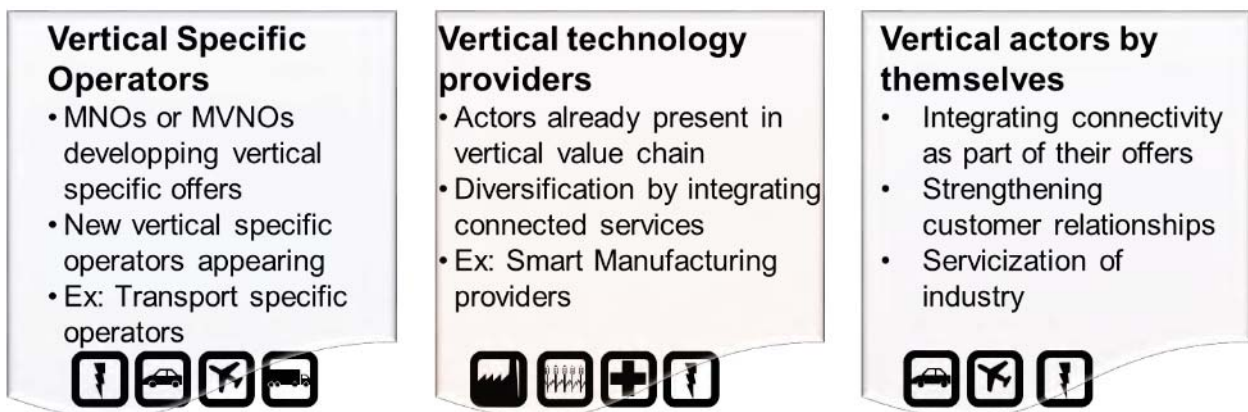 Vertical Specific
Operators
• MNOs or MVNOs
developping vertical
specific offers
• New vertical specific
operators appearing
• Ex: Transport specific
operators
Vertical technology
providers
• Actors already present in
vertical value chain
• Diversification by integrating
connected services
• Ex: Smart Manufacturing
providers
Vertical actors by
themselves
• Integrating connectivity
as part of their offers
• Strengthening
customer relationships
• Servicization of
industry